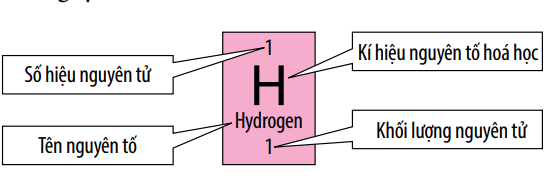 1
Kí hiệu nguyên tố hoá học
Số hiệu nguyên tử
H
Hydrogen
Tên nguyên tố
1
Khối lượng nguyên tử